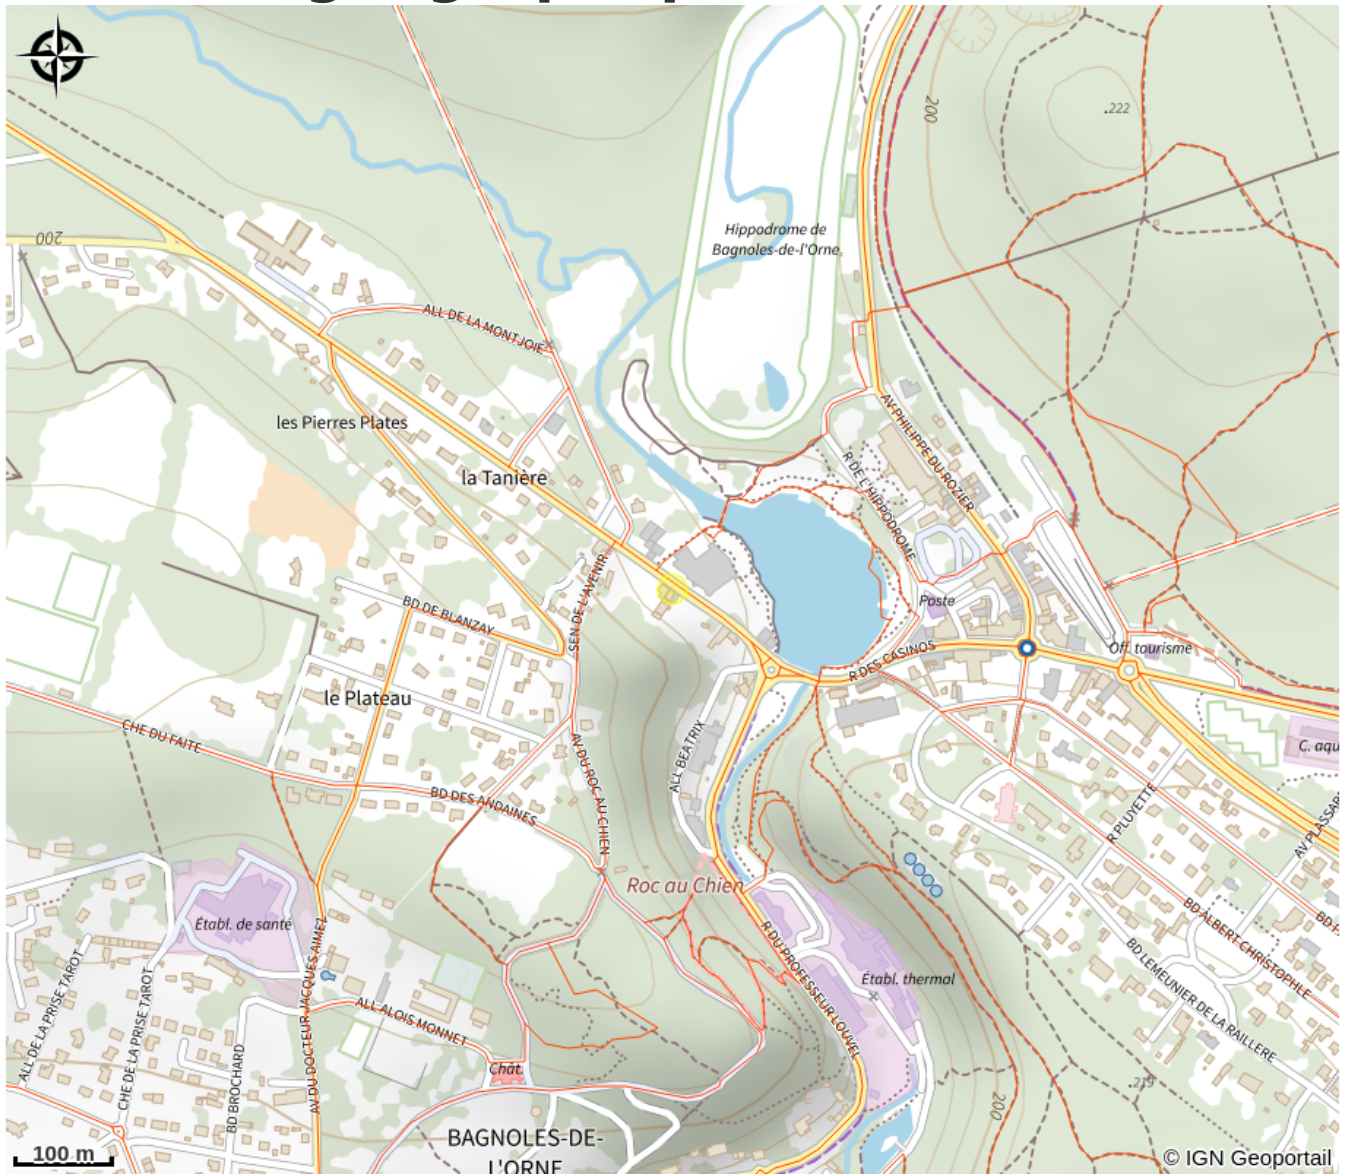 .222
200
Hippodrome de
Bagnoles-de-l'Orne
200
ALL DE LA MONTJOIE
les Pierres Plates
AV PHILIPPE DU ROZIER
la Tanière
R DE L'HIPPODROME
SEN DE L'AVENIR
BD DE BLANZAY
Poste
Off. tourisme
R DES CASINOS
le Plateau
CHE DU FAITE
C. aqu
ALL BEATRIX
AV DU ROC AU CHIEN
BD DES ANDAINES
R PLUYETTE
AV PLASSAR
Roc au Chien
Établ. de santé
BD ALBERT CHRISTOPHLE
R DU PROFESSEUR LOUVEL
Établ. thermal
BD LEMEUNIER DE LA RAILLERE
ALL DE LA PRISE TAROT
CHE DE LA PRISE TAROT
AV DU DOCTEUR JACQUES AIMEZ
ALL ALOIS MONNET
BD BROCHARD
Chât.
.219
200
BAGNOLES-DE-
L'ORNE
100 m
© IGN Geoportail